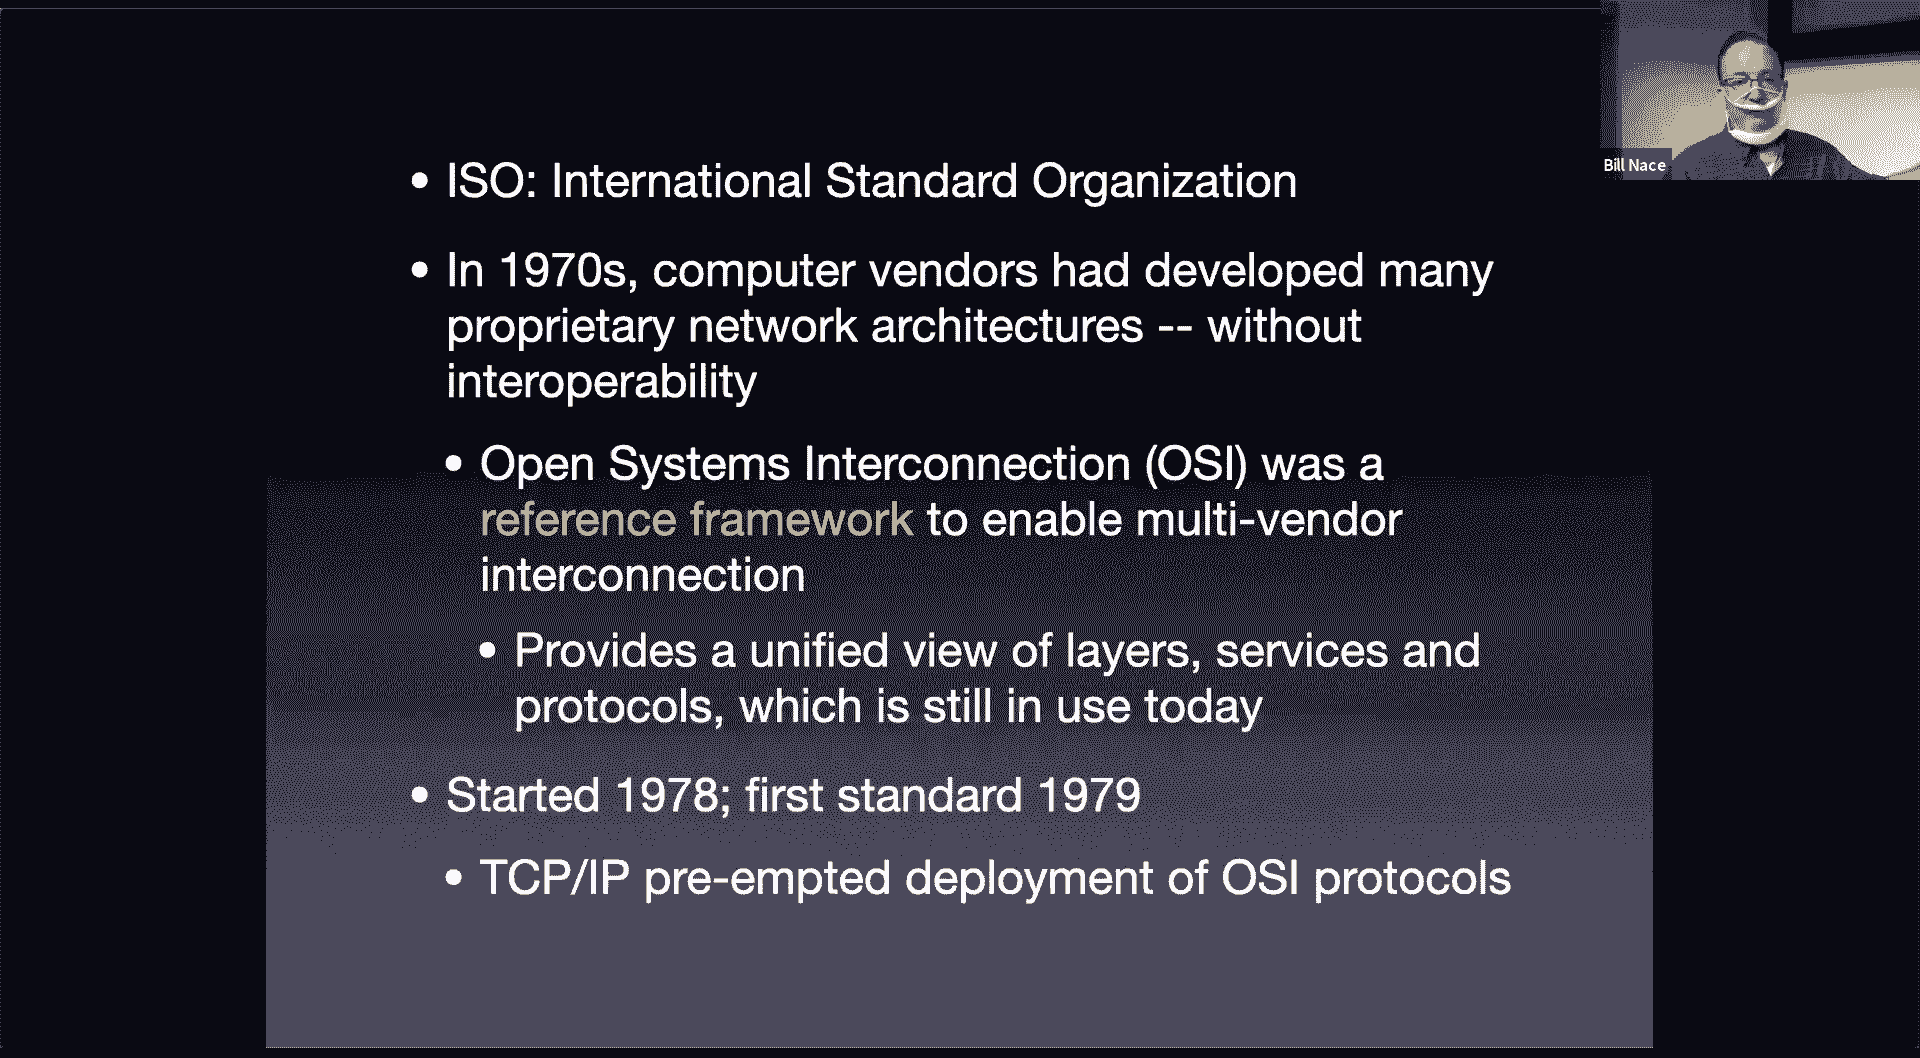 Bill Nace
• ISO: International Standard Organization
• In 1970s, computer vendors had developed many
proprietary network architectures -- without
interoperability
• Open Systems Interconnection (OSI) was a
reference framework to enable multi-vendor
interconnection
• Provides a unified view of layers, services and
protocols, which is still in use today
• Started 1978; first standard 1979
• TCP/IP pre-empted deployment of OSI protocols